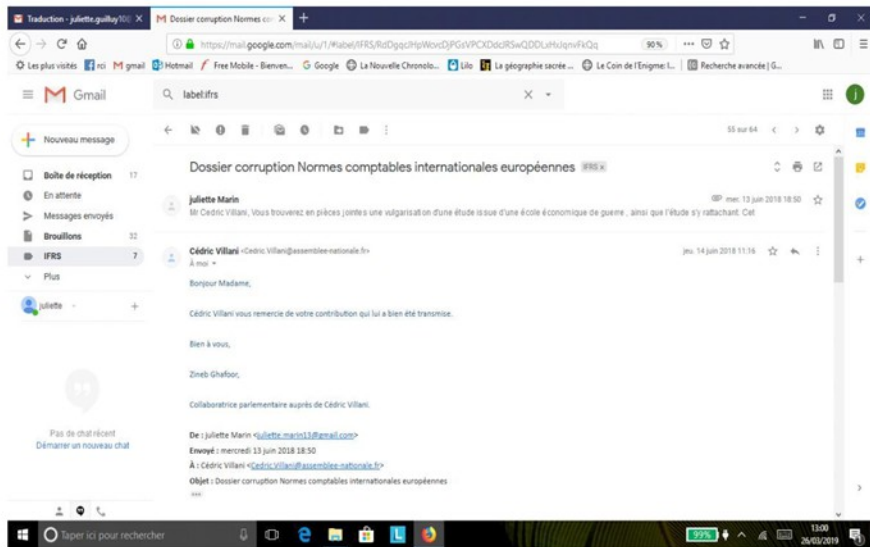 Traduction - juliette.guilluy10
Dossier corruption Normes co
https://mail.google.com/mail/u/1/#label/IFRS/
90%
Les plus visités rci gmail Hotmail Free Mobile - Bienven... Google La Nouvelle Chronolo... Lilo La géographie sacrée ... Le Coin de l'Enigme: l... Recherche avancée | G...
Gmail
label:ifrs
j
Nouveau message
55 sur 64
Boîte de réception 17
En attente
Messages envoyés
Brouillons 32
IFRS 7
Plus
juliette
Pas de chat récent
Démarrer un nouveau chat
Dossier corruption Normes comptables internationales européennes IFRS x
juliette Marin
mer. 13 juin 2018 18:50
Mr Cedric Villani, Vous trouverez en pièces jointes une vulgarisation d'une étude issue d'une école économique de guerre , ainsi que l'étude s'y rattachant. Cet
Cédric Villani <Cedric.Villani@assemblee-nationale.fr>
jeu. 14 juin 2018 11:16
À moi
Bonjour Madame,
Cédric Villani vous remercie de votre contribution qui lui a bien été transmise.
Bien à vous,
Zineb Ghafoor,
Collaboratrice parlementaire auprès de Cédric Villani.
De : juliette Marin <juliette.marin13@gmail.com>
Envoyé : mercredi 13 juin 2018 18:50
À : Cédric Villani <Cedric.Villani@assemblee-nationale.fr>
Objet : Dossier corruption Normes comptables internationales européennes
Taper ici pour rechercher
99%
13:00
26/03/2019